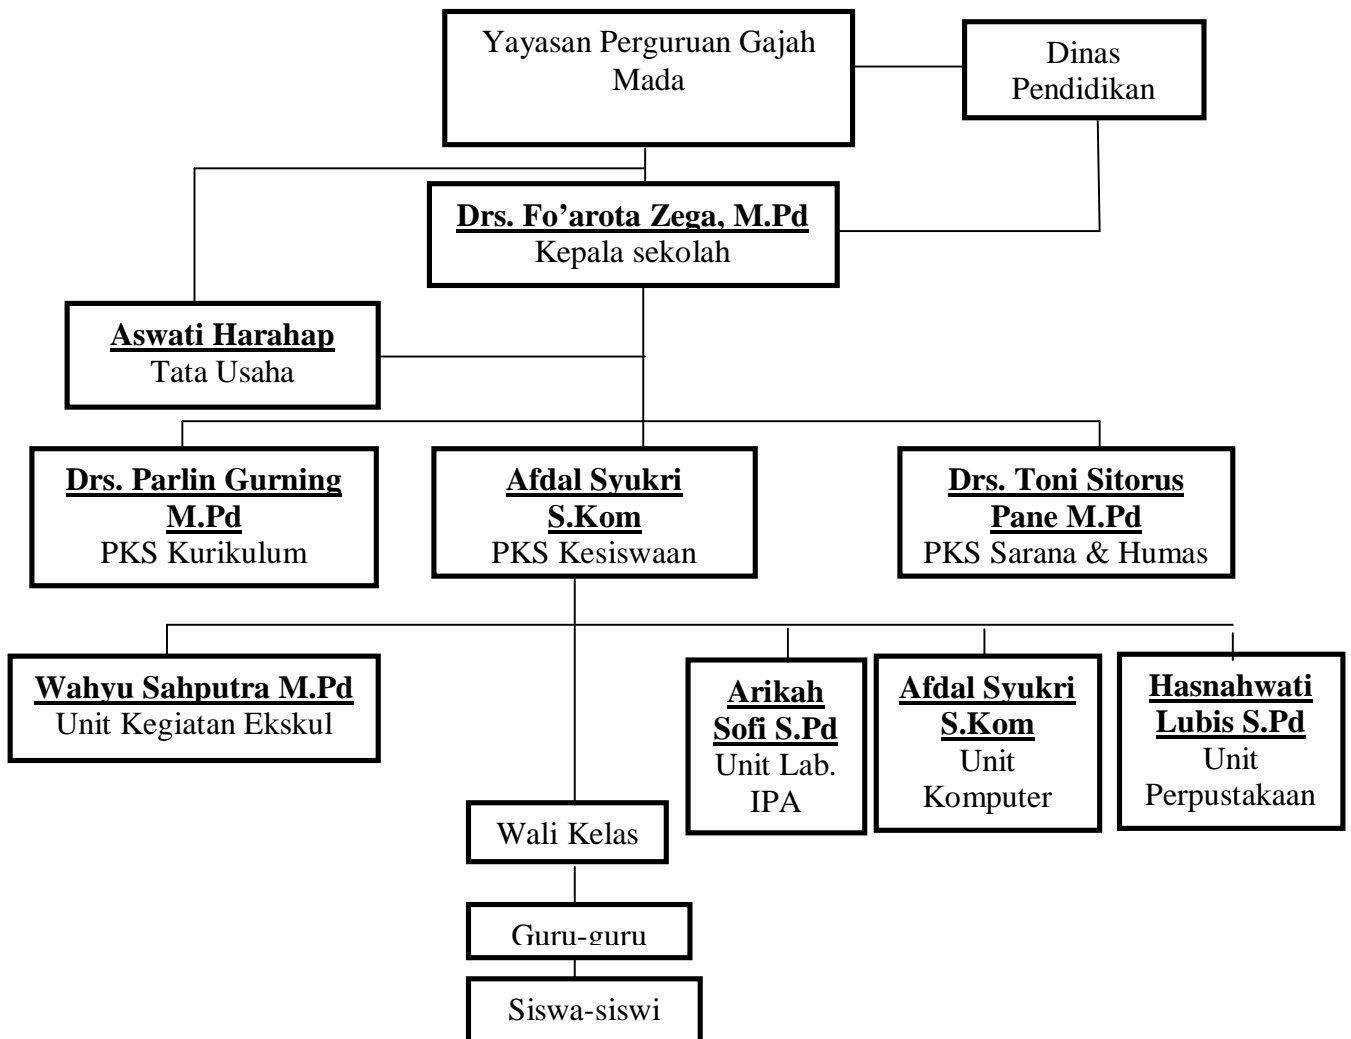 Yayasan Perguruan Gajah
Mada
Dinas
Pendidikan
Drs. Fo’arota Zega, M.Pd
Kepala sekolah
Aswati Harahap
Tata Usaha
Drs. Parlin Gurning
M.Pd
PKS Kurikulum
Afdal Syukri
S.Kom
PKS Kesiswaan
Drs. Toni Sitorus
Pane M.Pd
PKS Sarana & Humas
Wahyu Sahputra M.Pd
Unit Kegiatan Ekskul
Arikah
Sofi S.Pd
Unit Lab.
IPA
Afdal Syukri
S.Kom
Unit
Komputer
Hasnahwati
Lubis S.Pd
Unit
Perpustakaan
Wali Kelas
Guru-guru
Siswa-siswi